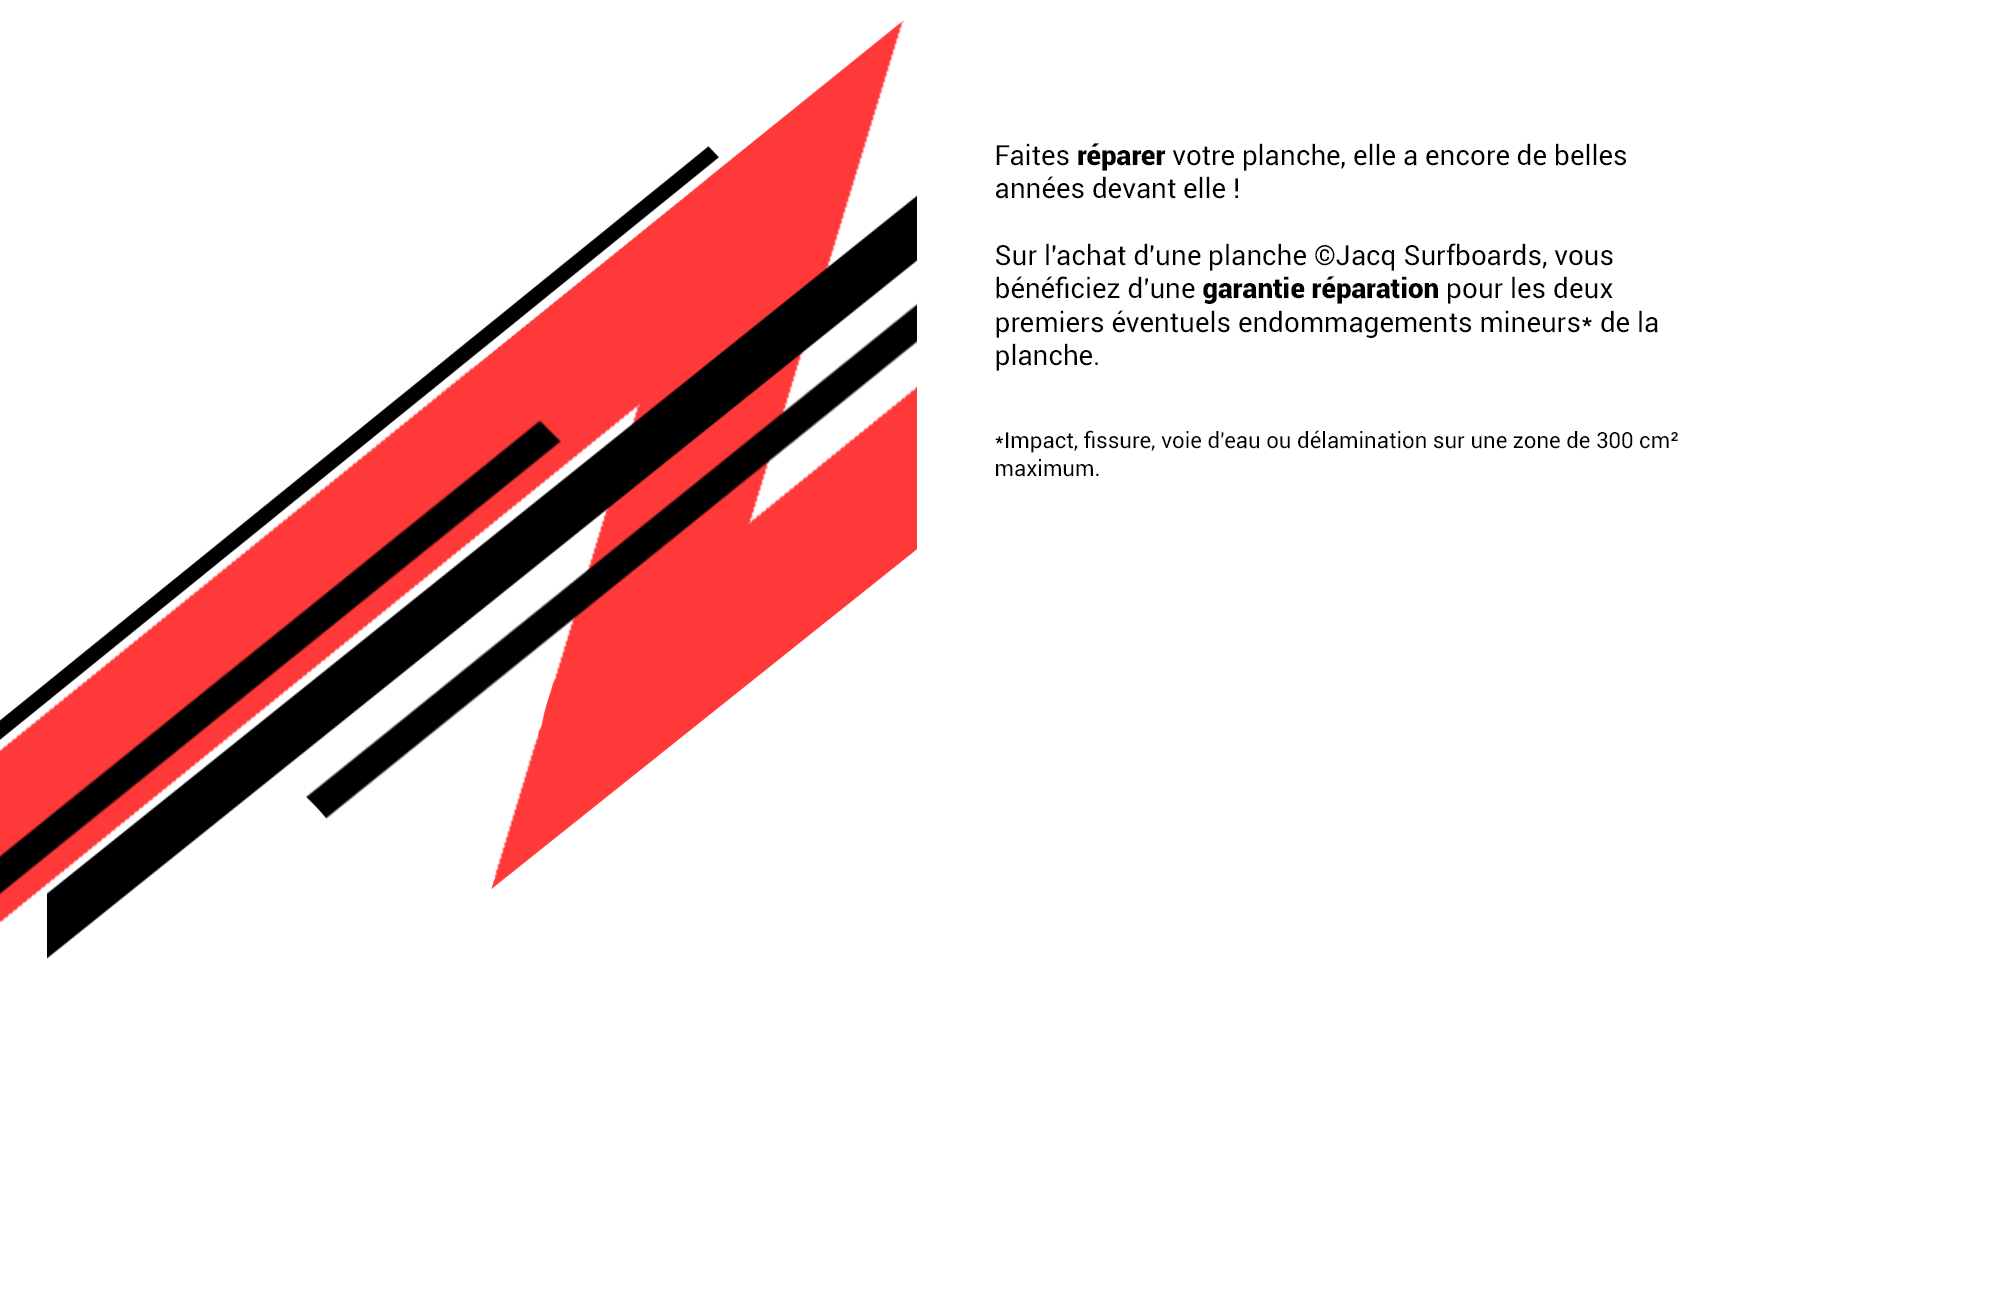 Faites réparer votre planche, elle a encore de belles
années devant elle !
Sur l'achat d'une planche ©Jacq Surfboards, vous
bénéficiez d'une garantie réparation pour les deux
premiers éventuels endommagements mineurs* de la
planche.
*Impact, fissure, voie d'eau ou délamination sur une zone de 300 cm²
maximum.